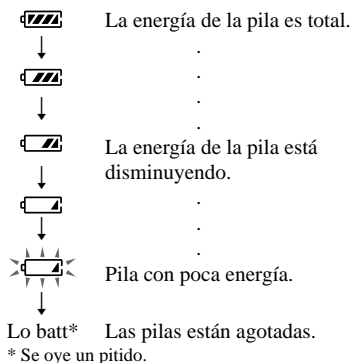 La energía de la pila es total.
.
.
.
.
La energía de la pila está
disminuyendo.
.
.
.
Pila con poca energía.
Lo batt* Las pilas están agotadas.
* Se oye un pitido.